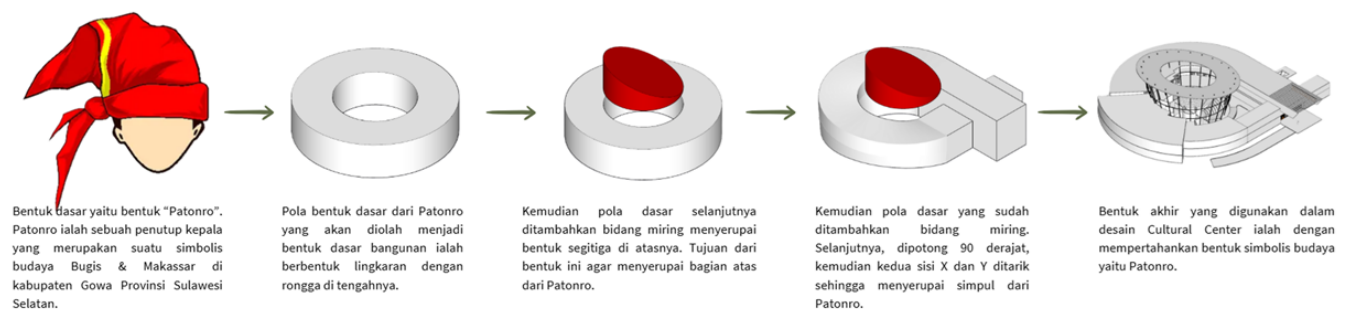 Bentuk dasar yaitu bentuk “Patonro”.
Patonro ialah sebuah penutup kepala
yang merupakan suatu simbolis
budaya Bugis & Makassar di
kabupaten Gowa Provinsi Sulawesi
Selatan.
Pola bentuk dasar dari Patonro
yang akan diolah menjadi
bentuk dasar bangunan ialah
berbentuk lingkaran dengan
rongga di tengahnya.
Kemudian pola dasar selanjutnya
ditambahkan bidang miring menyerupai
bentuk segitiga di atasnya. Tujuan dari
bentuk ini agar menyerupai bagian atas
dari Patonro.
Kemudian pola dasar yang sudah
ditambahkan bidang miring.
Selanjutnya, dipotong 90 derajat,
kemudian kedua sisi X dan Y ditarik
sehingga menyerupai simpul dari
Patonro.
Bentuk akhir yang digunakan dalam
desain Cultural Center ialah dengan
mempertahankan bentuk simbolis budaya
yaitu Patonro.